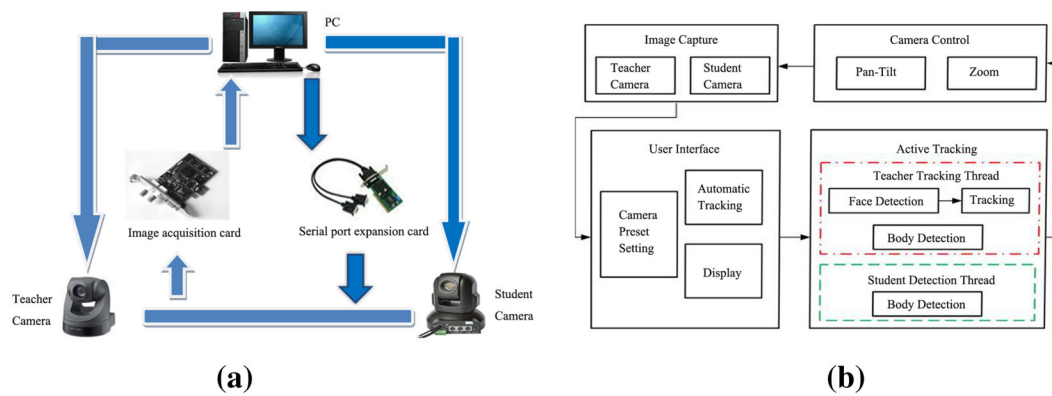 PC
Image acquisition card
Serial port expansion card
Teacher
Camera
Student
Camera
(a)
Image Capture
Teacher
Camera
Student
Camera
Camera Control
Pan-Tilt
Zoom
User Interface
Camera
Preset
Setting
Automatic
Tracking
Display
Active Tracking
Teacher Tracking Thread
Face Detection
Tracking
Body Detection
Student Detection Thread
Body Detection
(b)